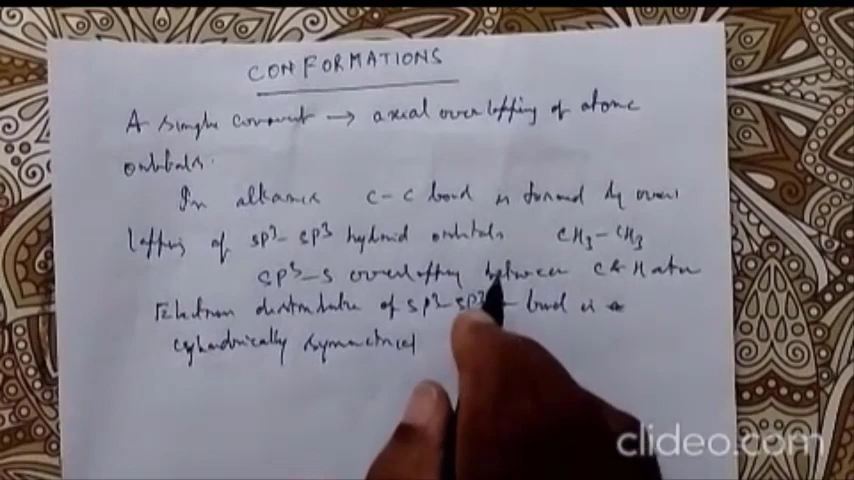 CONFORMATIONS
A simple covalent → axial overlapping of atomic
orbitals.
In alkanes C-C bond is formed by over
lapping of sp³-sp³ hybrid orbitals CH₃-CH₃
sp³-s overlapping between C & H atom
Electron distribution of sp³-sp³ bond is
cylindrically symmetrical
clideo.com